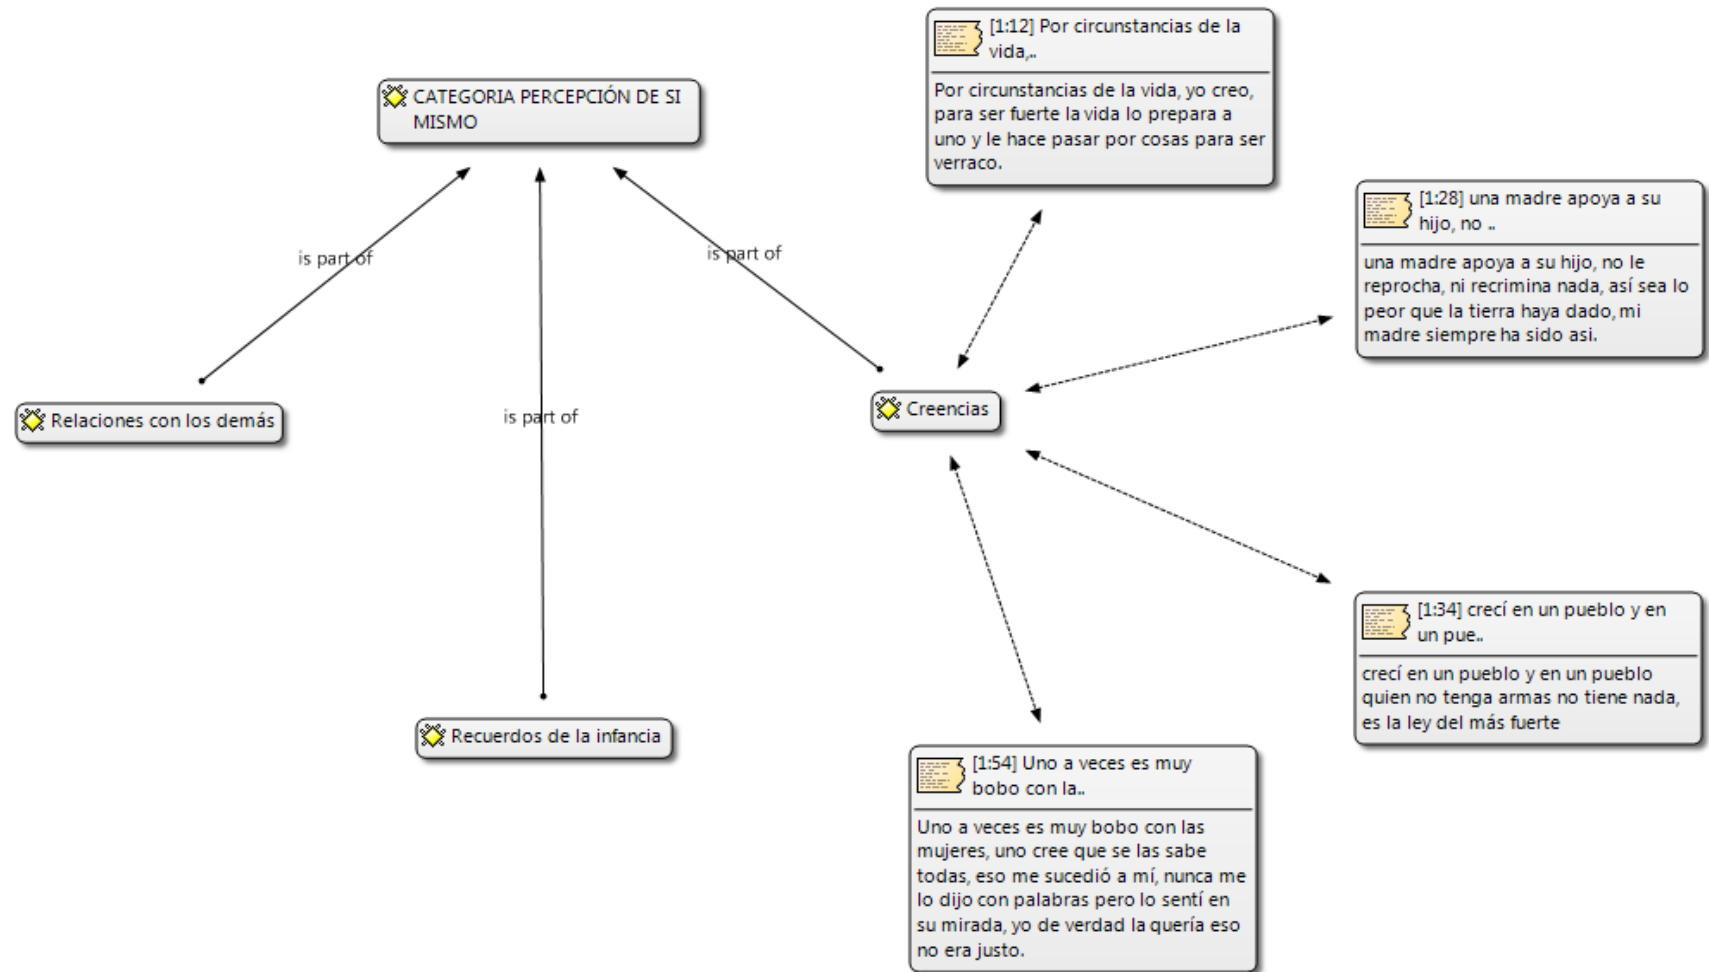 CATEGORIA PERCEPCIÓN DE SI
MISMO
[1:12] Por circunstancias de la
vida,..
Por circunstancias de la vida, yo creo,
para ser fuerte la vida lo prepara a
uno y le hace pasar por cosas para ser
verraco.
[1:28] una madre apoya a su
hijo, no ..
una madre apoya a su hijo, no le
reprocha, ni recrimina nada, así sea lo
peor que la tierra haya dado, mi
madre siempre ha sido asi.
is part of
is part of
is part of
Relaciones con los demás
Creencias
Recuerdos de la infancia
[1:34] crecí en un pueblo y en
un pue..
crecí en un pueblo y en un pueblo
quien no tenga armas no tiene nada,
es la ley del más fuerte
[1:54] Uno a veces es muy
bobo con la..
Uno a veces es muy bobo con las
mujeres, uno cree que se las sabe
todas, eso me sucedió a mí, nunca me
lo dijo con palabras pero lo sentí en
su mirada, yo de verdad la quería eso
no era justo.